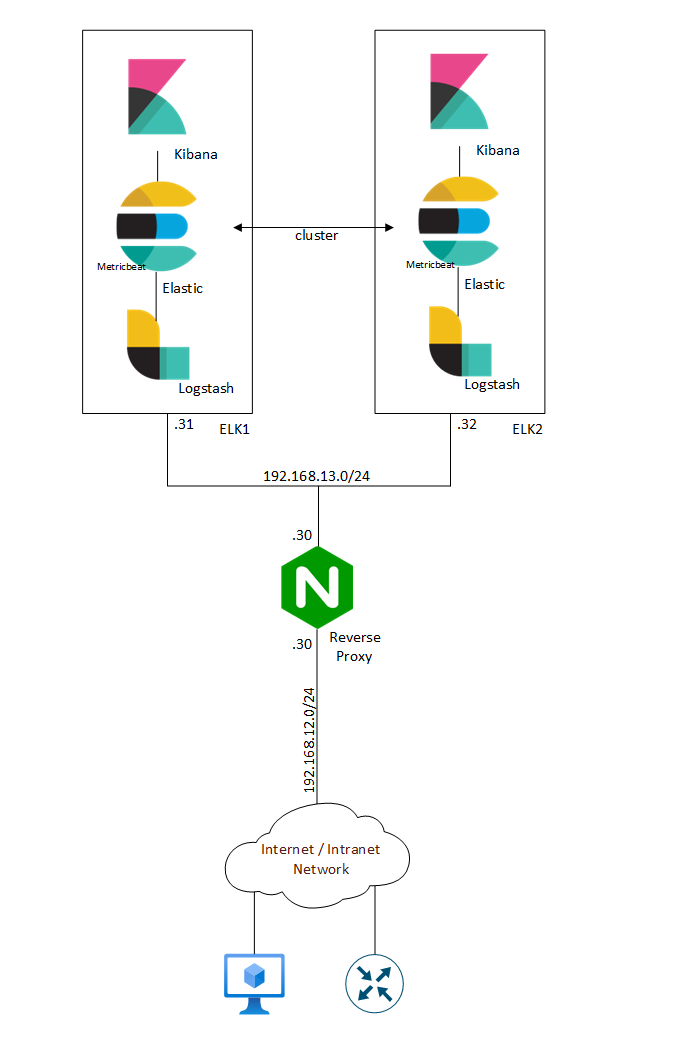 Kibana
Kibana
cluster
Metricbeat
Metricbeat
Elastic
Elastic
Logstash
Logstash
.31
ELK1
.32
ELK2
192.168.13.0/24
.30
N
Reverse
Proxy
.30
192.168.12.0/24
Internet / Intranet
Network